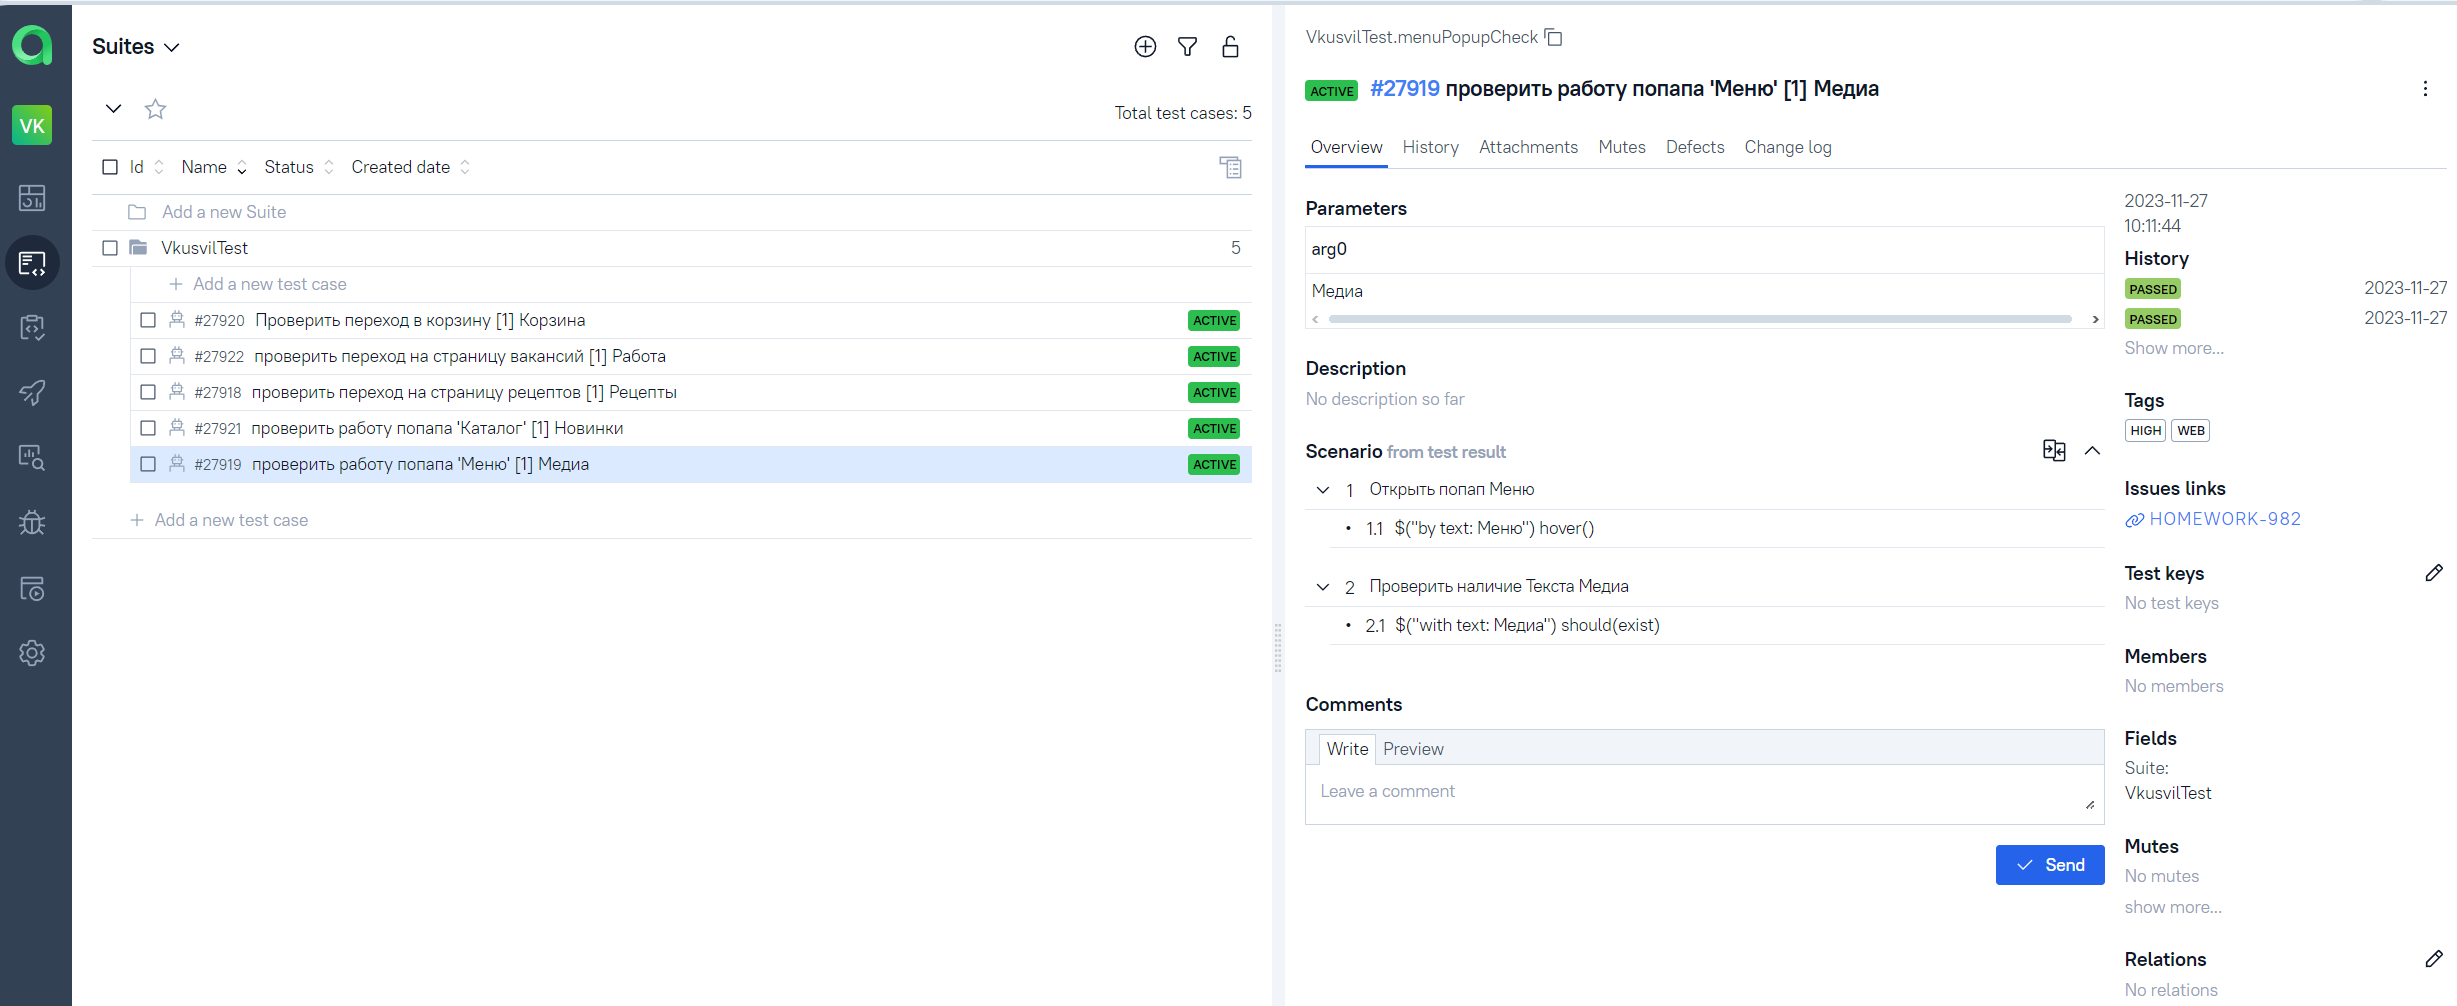 VK
Suites
Total test cases: 5
Id Name Status Created date
Add a new Suite
VkusvilTest 5
Add a new test case
#27920 Проверить переход в корзину [1] Корзина ACTIVE
#27922 проверить переход на страницу вакансий [1] Работа ACTIVE
#27918 проверить переход на страницу рецептов [1] Рецепты ACTIVE
#27921 проверить работу попапа 'Каталог' [1] Новинки ACTIVE
#27919 проверить работу попапа 'Меню' [1] Медиа ACTIVE
Add a new test case
VkusvilTest.menuPopupCheck
ACTIVE #27919 проверить работу попапа 'Меню' [1] Медиа
Overview History Attachments Mutes Defects Change log
Parameters
arg0
Медиа
Description
No description so far
Scenario from test result
1 Открыть попап Меню
• 1.1 $("by text: Меню") hover()
2 Проверить наличие Текста Медиа
• 2.1 $("with text: Медиа") should(exist)
Comments
Write Preview
Leave a comment
Send
2023-11-27
10:11:44
History
PASSED 2023-11-27
PASSED 2023-11-27
Show more...
Tags
HIGH WEB
Issues links
HOMEWORK-982
Test keys
No test keys
Members
No members
Fields
Suite:
VkusvilTest
Mutes
No mutes
show more...
Relations
No relations